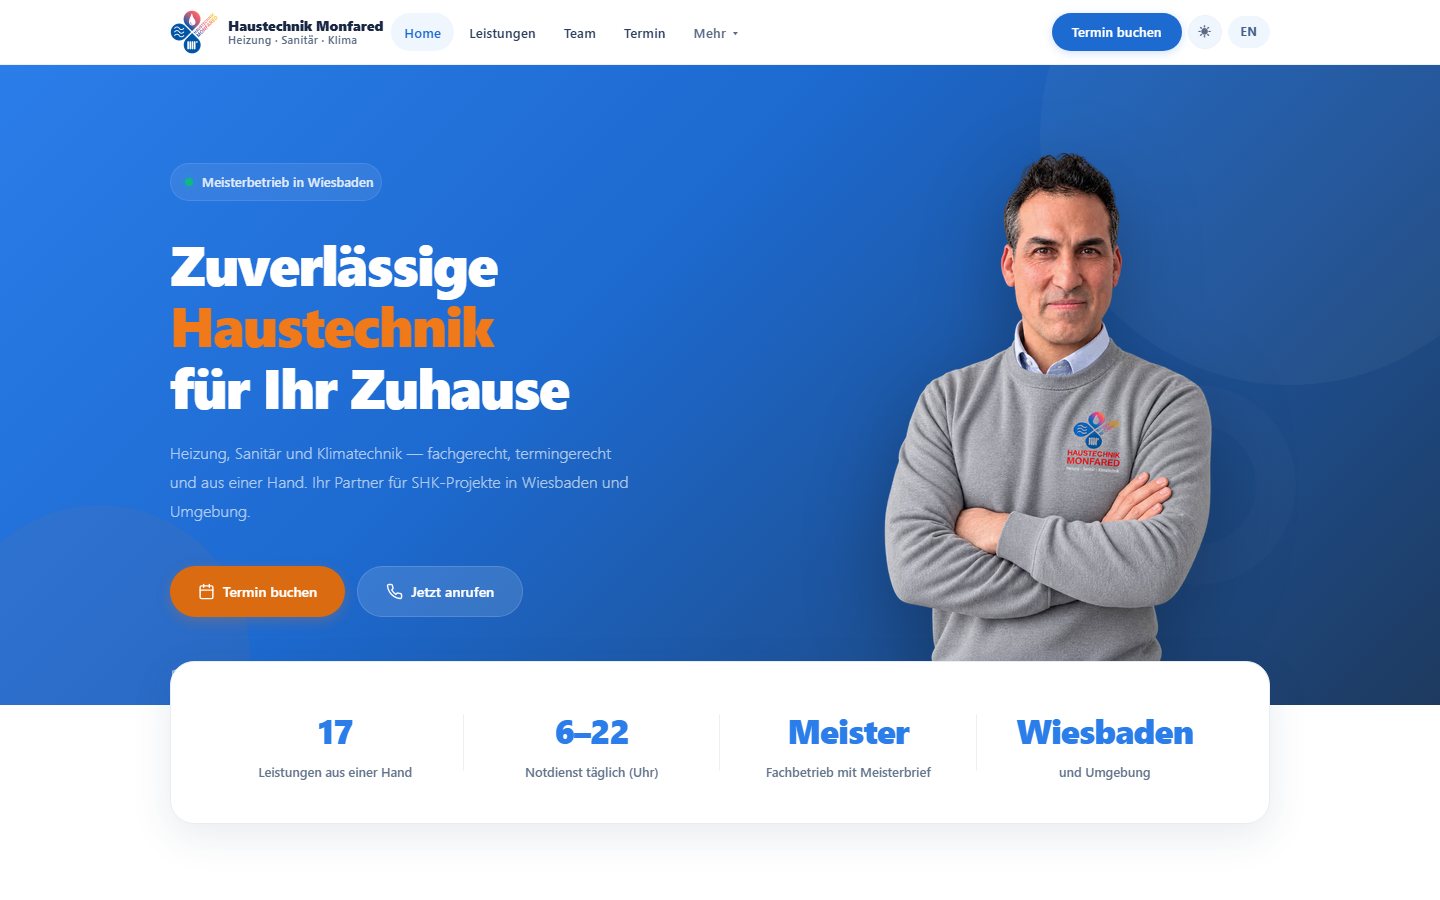 Haustechnik Monfared
Heizung · Sanitär · Klima
Home
Leistungen
Team
Termin
Mehr
Termin buchen
EN
Meisterbetrieb in Wiesbaden
Zuverlässige
Haustechnik
für Ihr Zuhause
Heizung, Sanitär und Klimatechnik — fachgerecht, termingerecht
und aus einer Hand. Ihr Partner für SHK-Projekte in Wiesbaden und
Umgebung.
Termin buchen
Jetzt anrufen
HAUSTECHNIK
MONFARED
17
Leistungen aus einer Hand
6–22
Notdienst täglich (Uhr)
Meister
Fachbetrieb mit Meisterbrief
Wiesbaden
und Umgebung